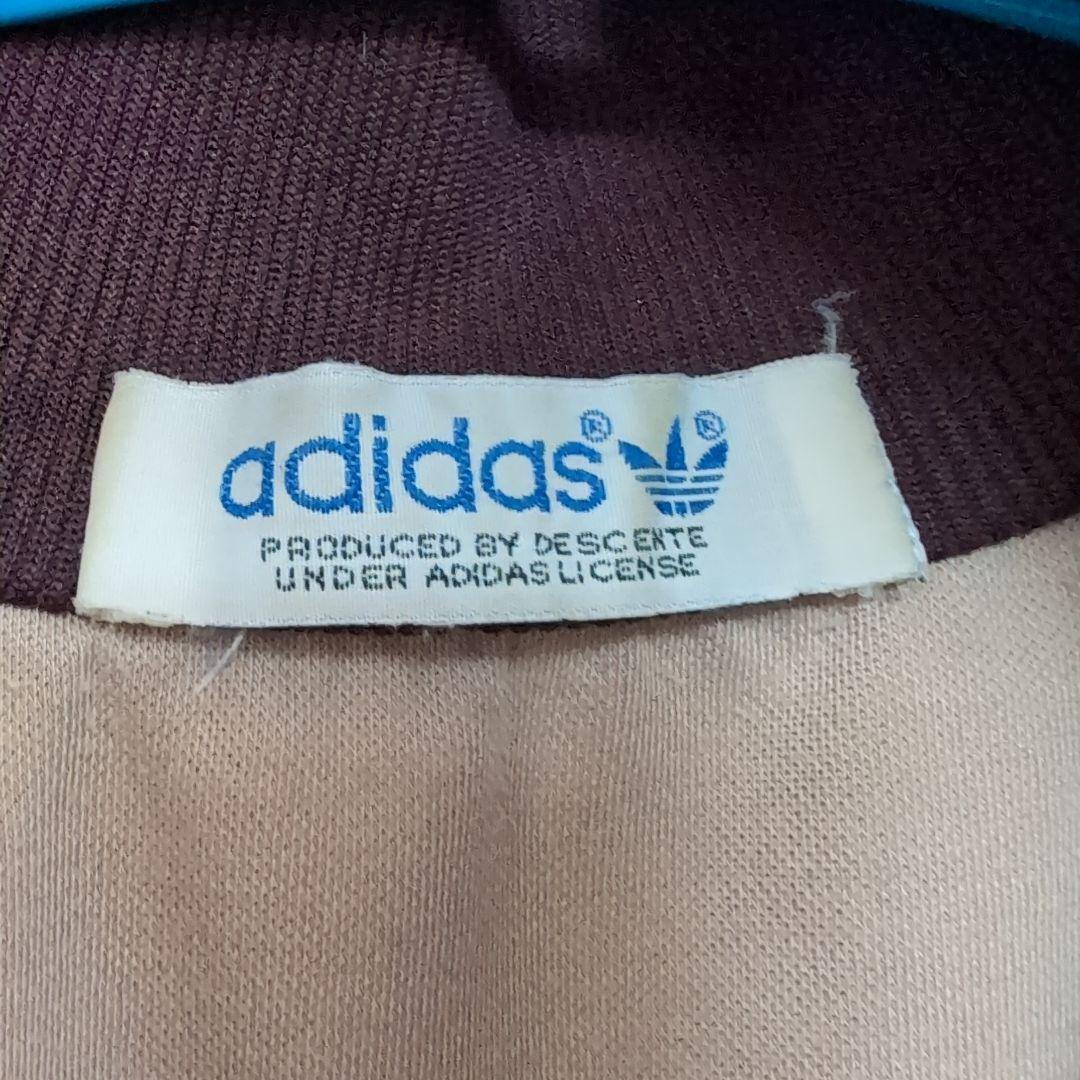 adidas®®
PRODUCED BY DESCENTE
UNDER ADIDAS LICENSE